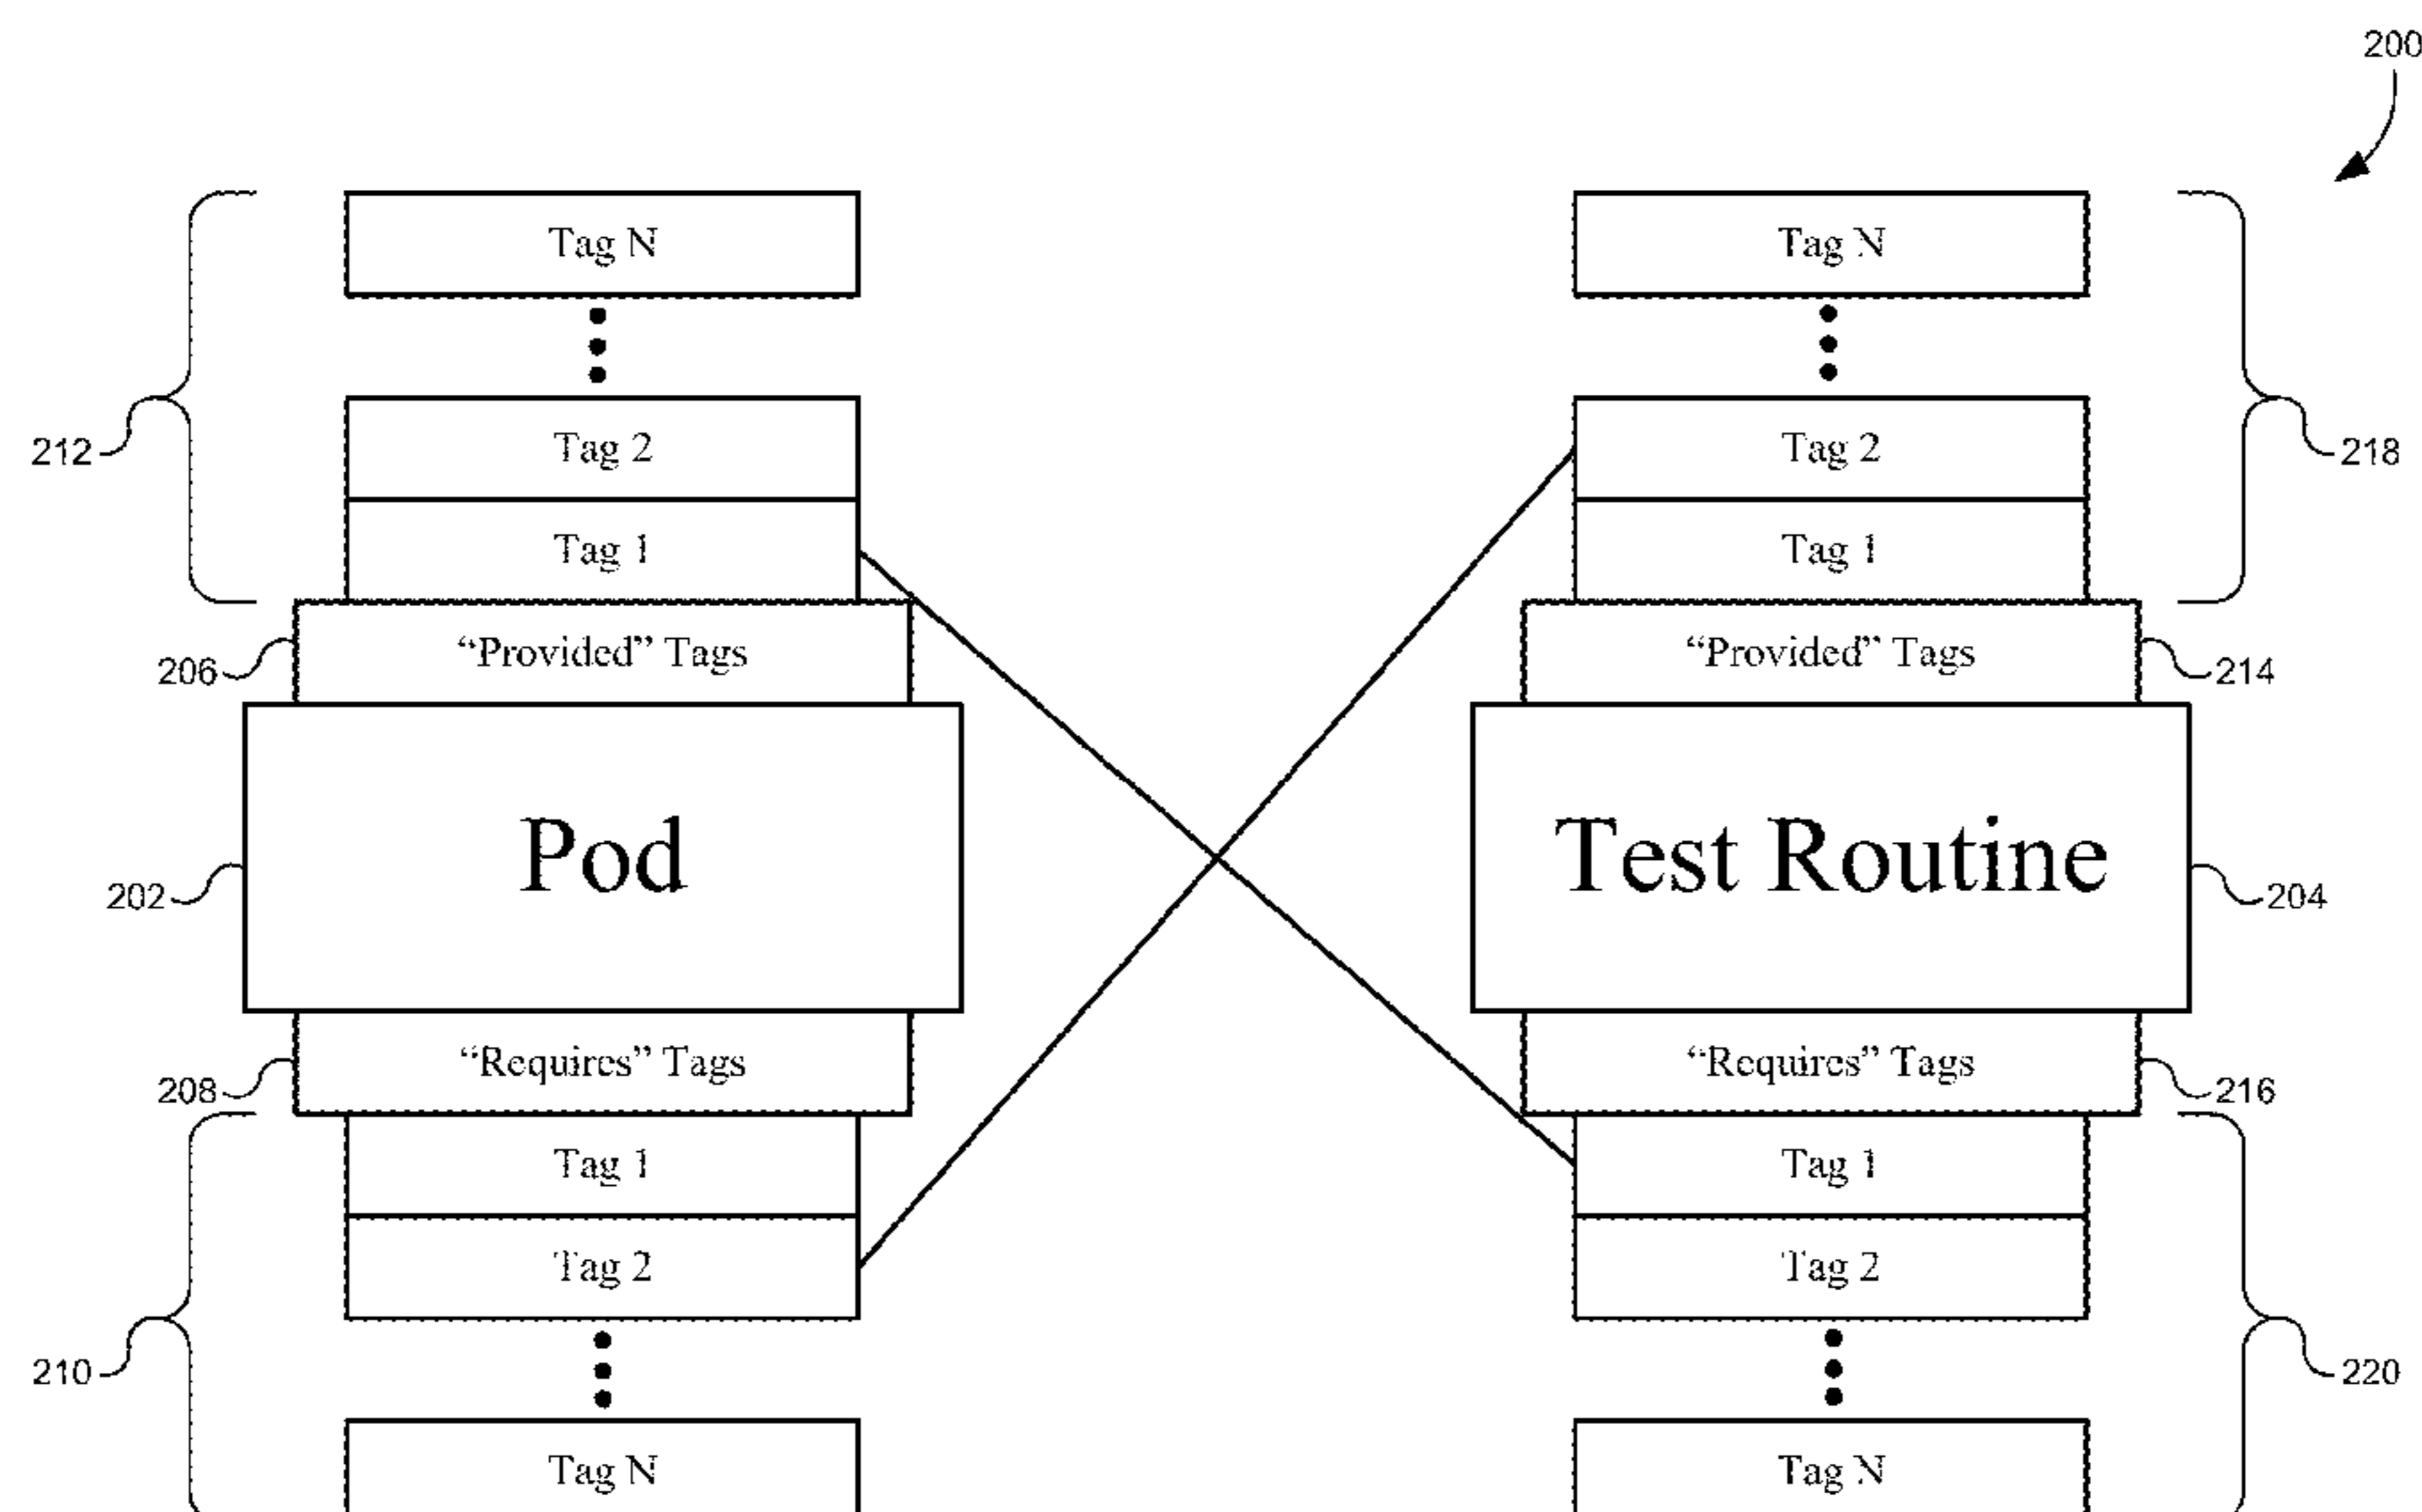 200
Tag N
Tag N
Tag 2
Tag 2
212
218
Tag 1
Tag 1
“Provided” Tags
“Provided” Tags
206
214
Pod
Test Routine
202
204
“Requires” Tags
“Requires” Tags
208
216
Tag 1
Tag 1
Tag 2
Tag 2
210
220
Tag N
Tag N